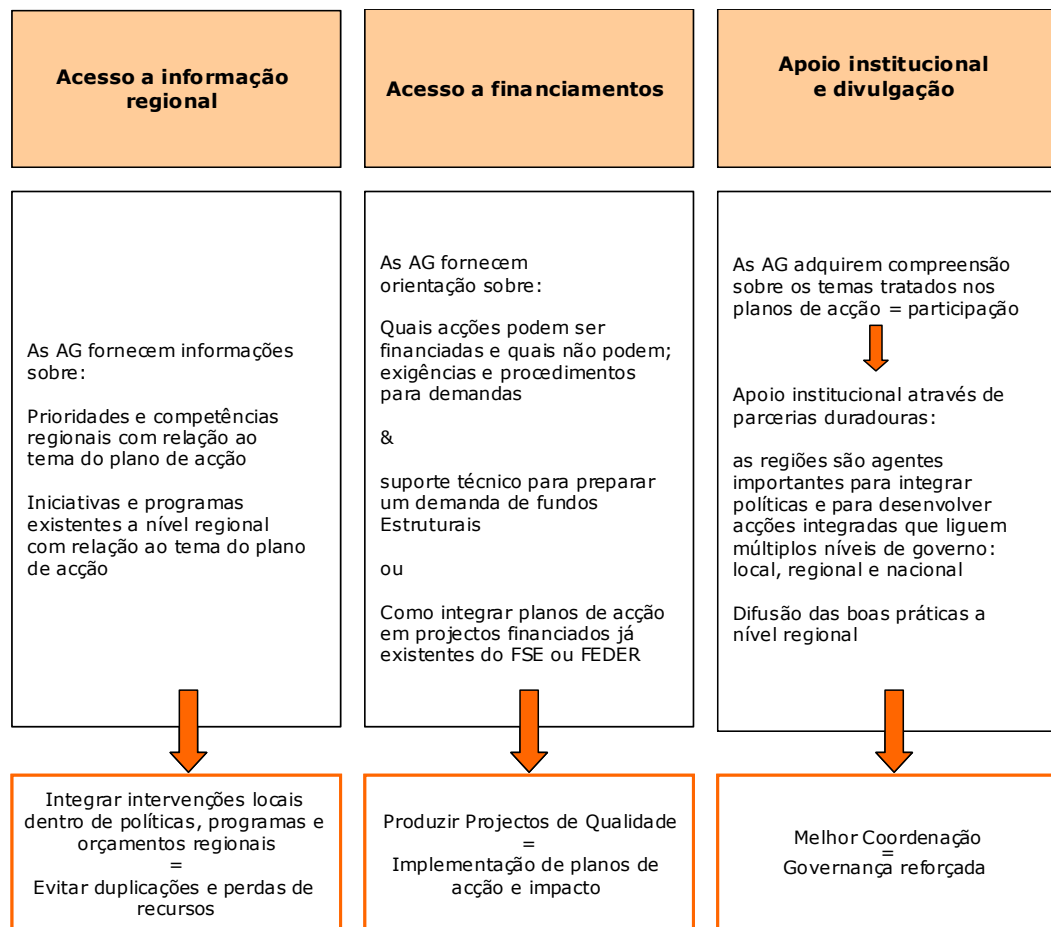 Acesso a informação
regional
Acesso a financiamentos
Apoio institucional
e divulgação
As AG fornecem informações
sobre:
Prioridades e competências
regionais com relação ao
tema do plano de acção
Iniciativas e programas
existentes a nível regional
com relação ao tema do plano
de acção
As AG fornecem
orientação sobre:
Quais acções podem ser
financiadas e quais não podem;
exigências e procedimentos
para demandas
&
suporte técnico para preparar
um demanda de fundos
Estruturais
ou
Como integrar planos de acção
em projectos financiados já
existentes do FSE ou FEDER
As AG adquirem compreensão
sobre os temas tratados nos
planos de acção = participação
Apoio institucional através de
parcerias duradouras:
as regiões são agentes
importantes para integrar
políticas e para desenvolver
acções integradas que liguem
múltiplos níveis de governo:
local, regional e nacional
Difusão das boas práticas a
nível regional
Integrar intervenções locais
dentro de políticas, programas e
orçamentos regionais
=
Evitar duplicações e perdas de
recursos
Produzir Projectos de Qualidade
=
Implementação de planos de
acção e impacto
Melhor Coordenação
=
Governança reforçada